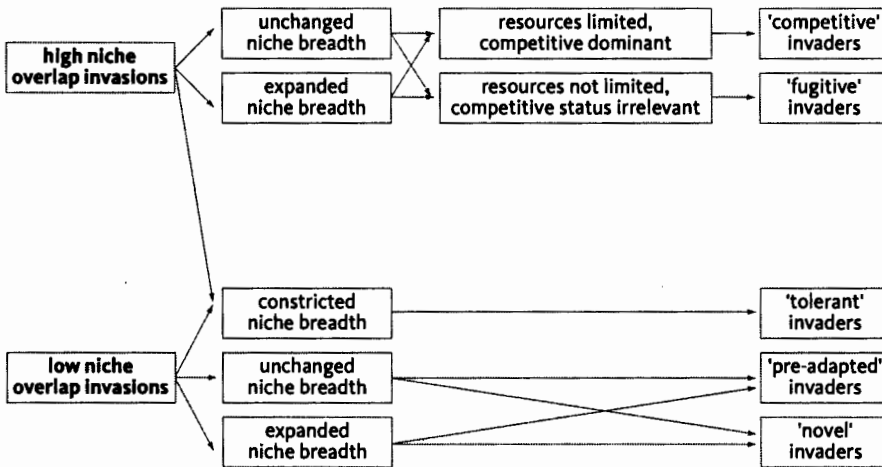 high niche
overlap invasions
unchanged
niche breadth
expanded
niche breadth
resources limited,
competitive dominant
resources not limited,
competitive status irrelevant
'competitive'
invaders
'fugitive'
invaders
low niche
overlap invasions
constricted
niche breadth
unchanged
niche breadth
expanded
niche breadth
'tolerant'
invaders
'pre-adapted'
invaders
'novel'
invaders